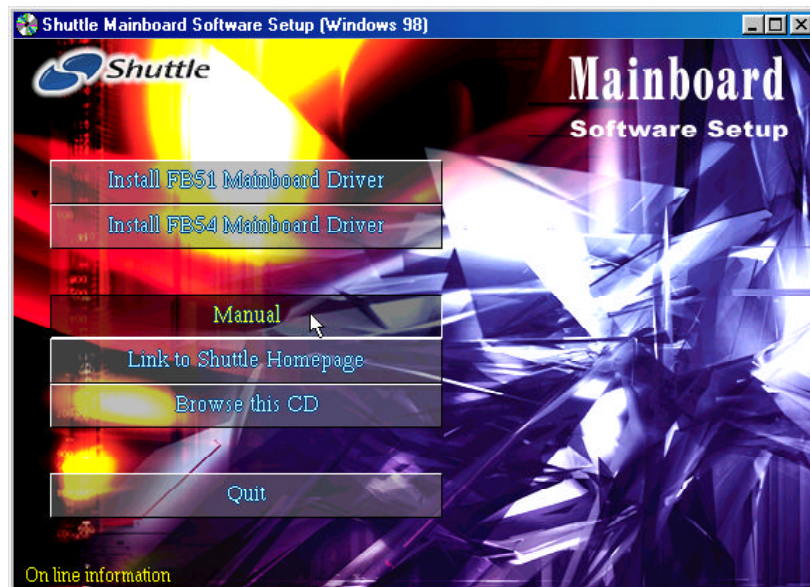 Shuttle Mainboard Software Setup (Windows 98)
Shuttle
Mainboard
Software Setup
Install FB51 Mainboard Driver
Install FB54 Mainboard Driver
Manual
Link to Shuttle Homepage
Browse this CD
Quit
On line information